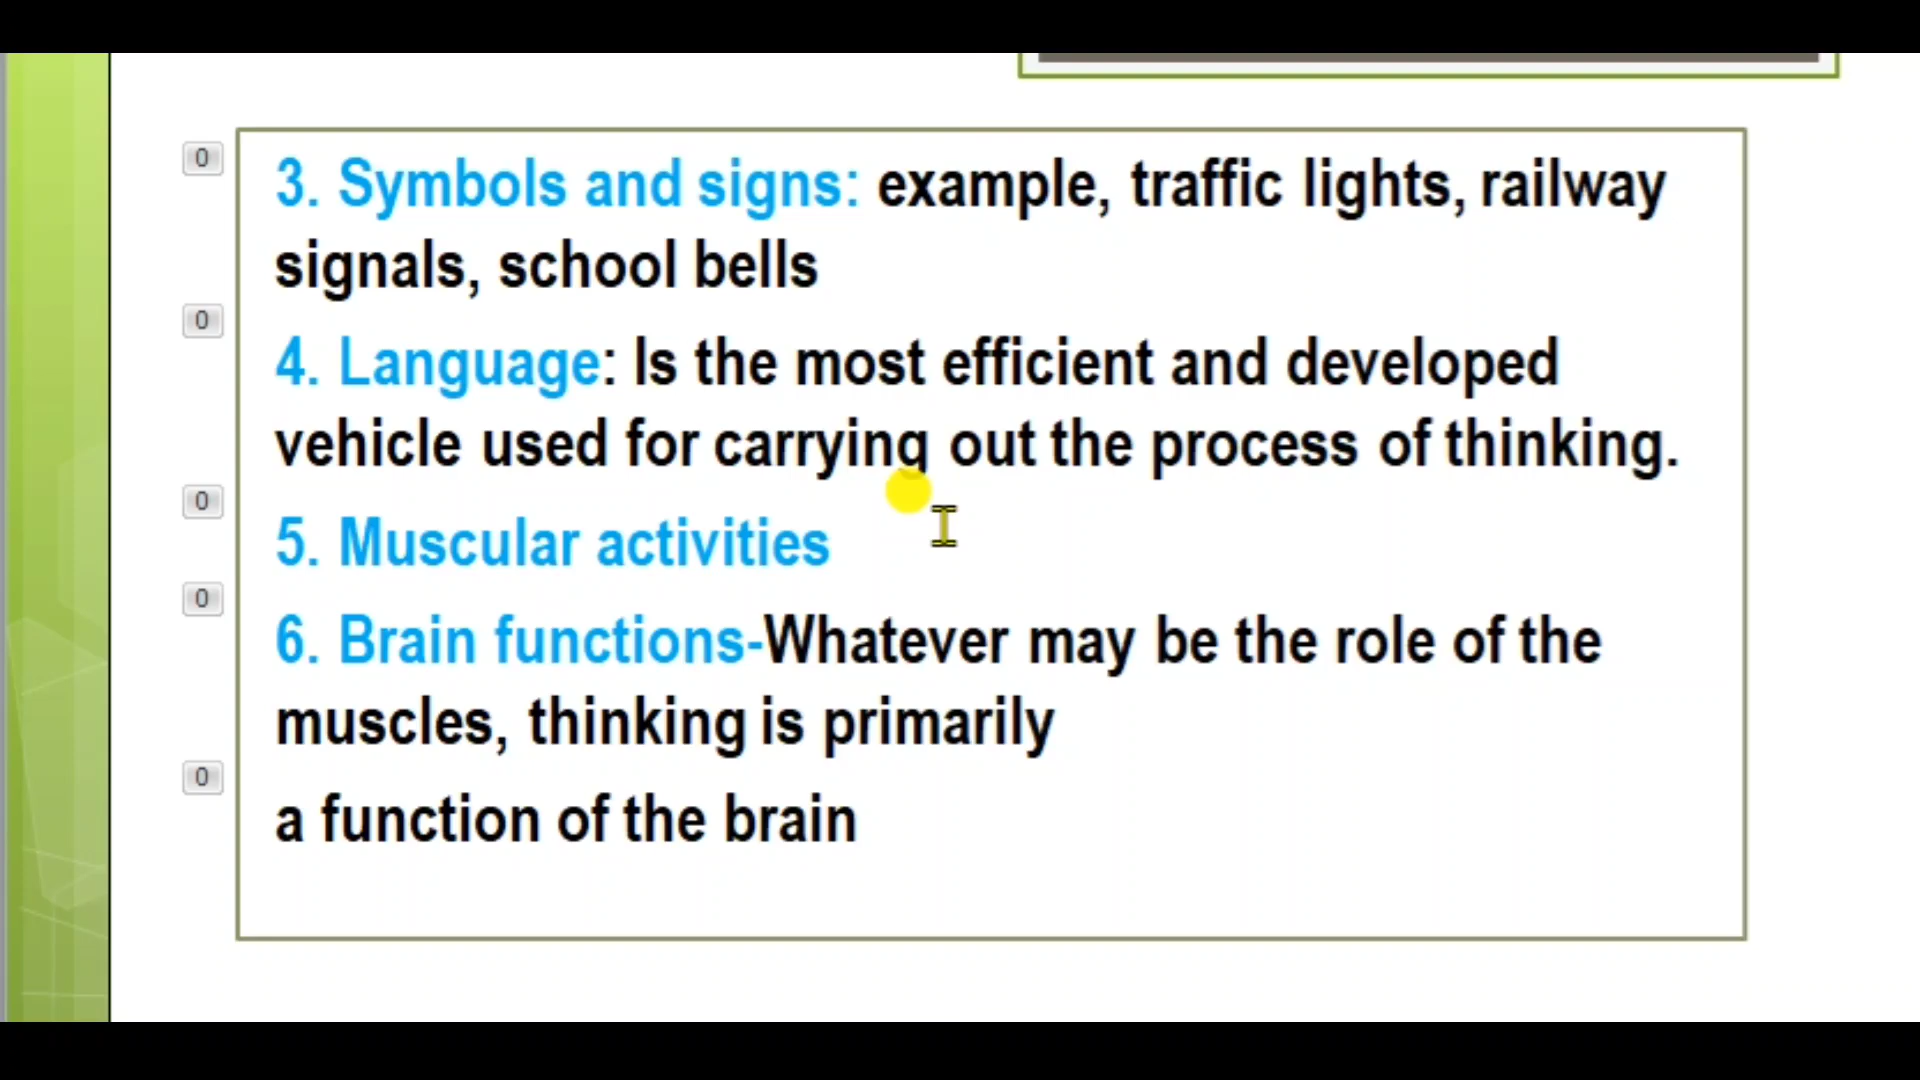 0
3. Symbols and signs: example, traffic lights, railway
signals, school bells
0
4. Language: Is the most efficient and developed
vehicle used for carrying out the process of thinking.
0
5. Muscular activities
0
6. Brain functions-Whatever may be the role of the
muscles, thinking is primarily
0
a function of the brain